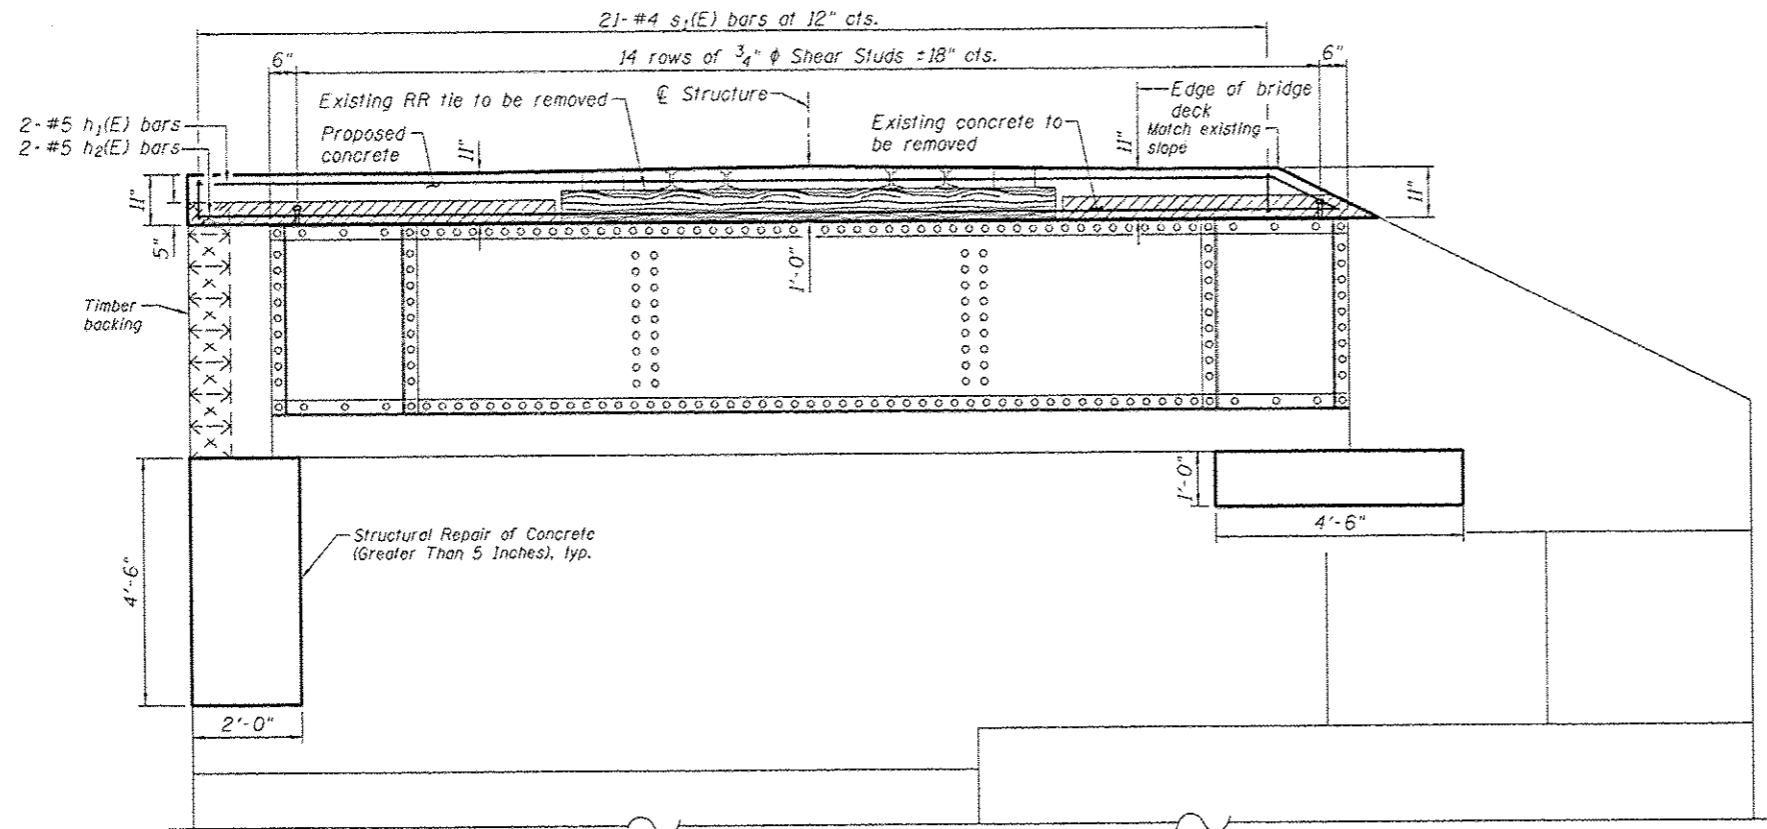 21- #4 s₁(E) bars at 12" cts.
6"
14 rows of 3/4" ϕ Shear Studs ±18" cts.
6"
Existing RR tie to be removed
℄ Structure
Edge of bridge
deck
2- #5 h₁(E) bars
2- #5 h₂(E) bars
Proposed
concrete
11"
Existing concrete to
be removed
11"
Match existing
slope
11"
11"
5"
1'-0"
Timber
backing
1'-0"
4'-6"
Structural Repair of Concrete
(Greater Than 5 Inches), typ.
4'-6"
2'-0"